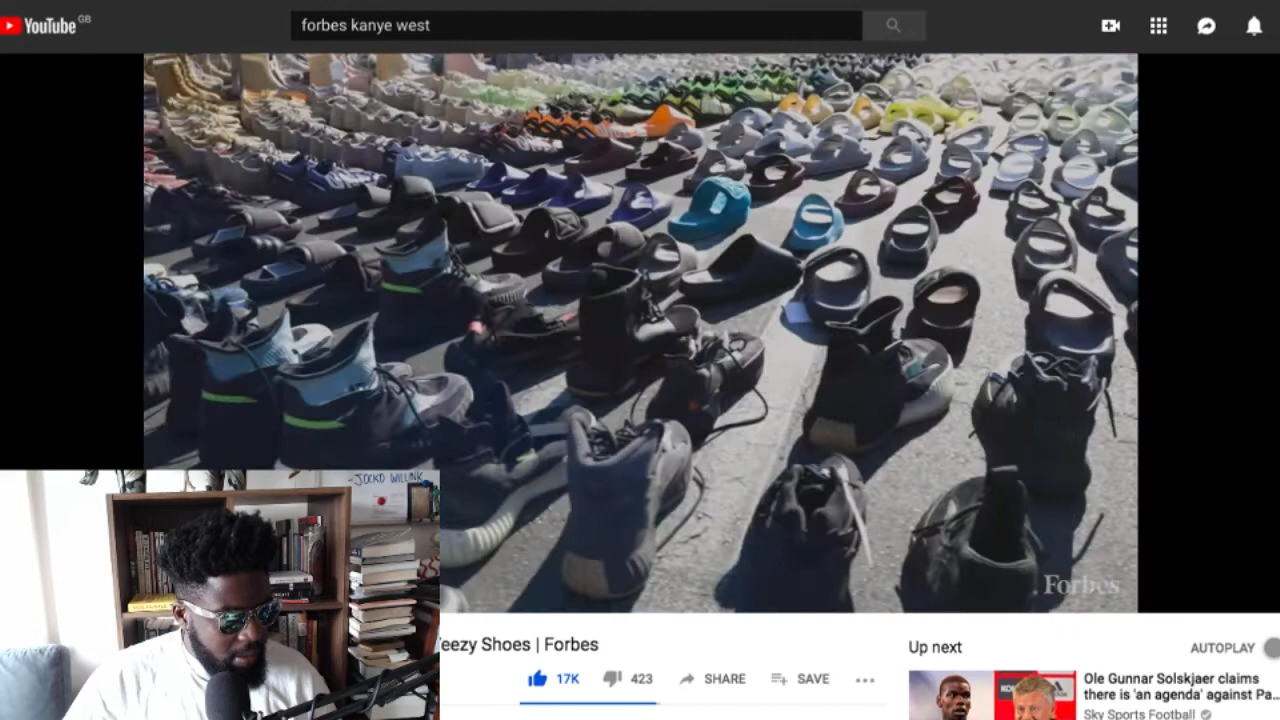 YouTube GB
forbes kanye west
-JOCKO WILLINK
Forbes
eezy Shoes | Forbes
17K
423
SHARE
SAVE
Up next
AUTOPLAY
Ole Gunnar Solskjaer claims
there is 'an agenda' against Pa...
Sky Sports Football